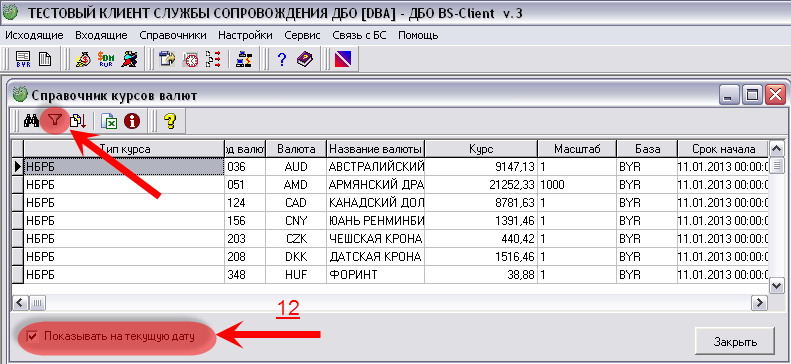 ТЕСТОВЫЙ КЛИЕНТ СЛУЖБЫ СОПРОВОЖДЕНИЯ ДБО [DBA] - ДБО BS-Client v.3
Исходящие Входящие Справочники Настройки Сервис Связь с БС Помощь
BYR $DM RUR
Справочник курсов валют
Тип курса од валют Валюта Название валюты Курс Масштаб База Срок начала
НБРБ 036 AUD АВСТРАЛИЙСКИЙ 9147,13 1 BYR 11.01.2013 00:00:0
НБРБ 051 AMD АРМЯНСКИЙ ДРА 21252,33 1000 BYR 11.01.2013 00:00:0
НБРБ 124 CAD КАНАДСКИЙ ДОЛ 8781,63 1 BYR 11.01.2013 00:00:0
НБРБ 156 CNY ЮАНЬ РЕНМИНБИ 1391,46 1 BYR 11.01.2013 00:00:0
НБРБ 203 CZK ЧЕШСКАЯ КРОНА 440,42 1 BYR 11.01.2013 00:00:0
НБРБ 208 DKK ДАТСКАЯ КРОНА 1516,46 1 BYR 11.01.2013 00:00:0
НБРБ 348 HUF ФОРИНТ 38,88 1 BYR 11.01.2013 00:00:0
12
Показывать на текущую дату
Закрыть